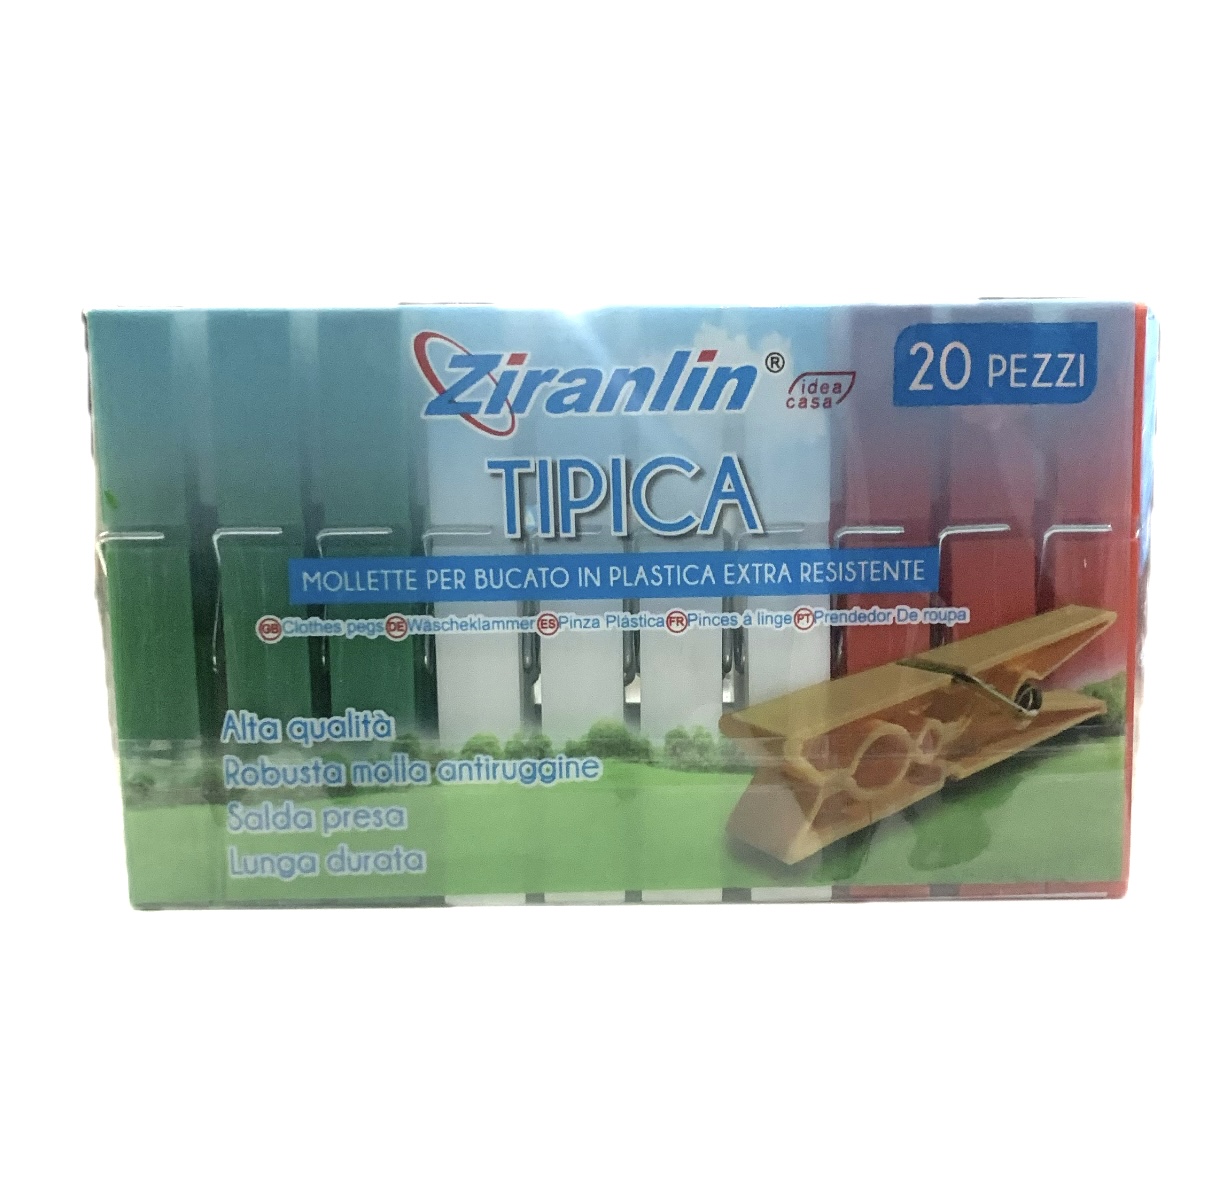 Ziranlin®
idea
casa
20 PEZZI
TIPICA
MOLLETTE PER BUCATO IN PLASTICA EXTRA RESISTENTE
GB Clothes pegs DE Wäscheklammer ES Pinza Plástica FR Pinces à linge PT Prendedor De roupa
Alta qualità
Robusta molla antiruggine
Salda presa
Lunga durata